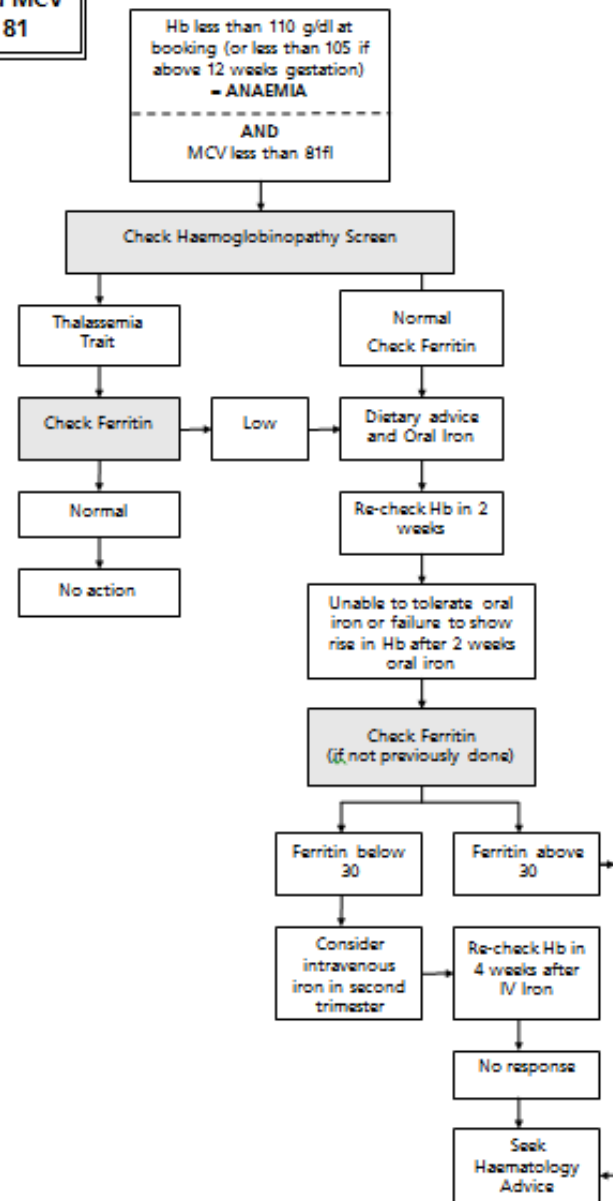 MCV
81
Hb less than 110 g/dl at
booking (or less than 105 if
above 12 weeks gestation)
= ANAEMIA
AND
MCV less than 81fl
Check Haemoglobinopathy Screen
Thalassemia
Trait
Normal
Check Ferritin
Check Ferritin
Low
Dietary advice
and Oral Iron
Normal
Re-check Hb in 2
weeks
No action
Unable to tolerate oral
iron or failure to show
rise in Hb after 2 weeks
oral iron
Check Ferritin
(if not previously done)
Ferritin below
30
Ferritin above
30
Consider
intravenous
iron in second
trimester
Re-check Hb in
4 weeks after
IV Iron
No response
Seek
Haematology
Advice